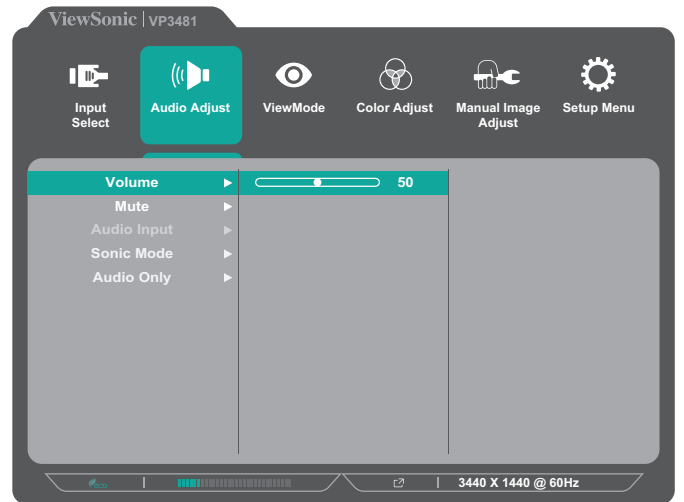 ViewSonic | VP3481
Input Select
Audio Adjust
ViewMode
Color Adjust
Manual Image Adjust
Setup Menu
Volume
50
Mute
Audio Input
Sonic Mode
Audio Only
eco
3440 X 1440 @ 60Hz